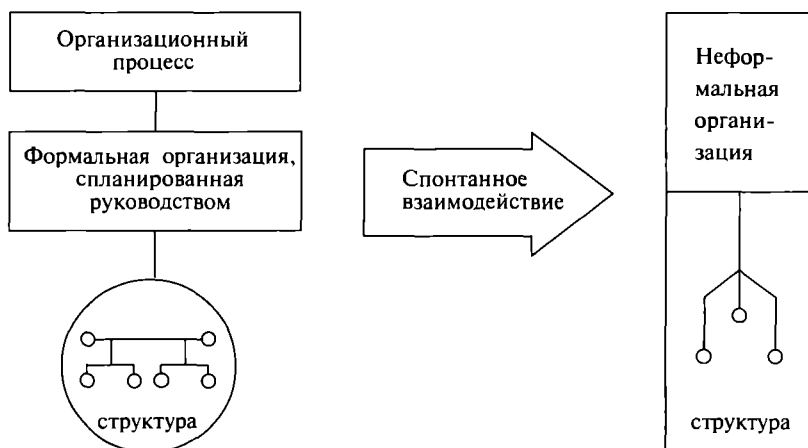 Организационный
процесс
Формальная организация,
спланированная
руководством
структура
Спонтанное
взаимодействие
Нефор-
мальная
органи-
зация
структура